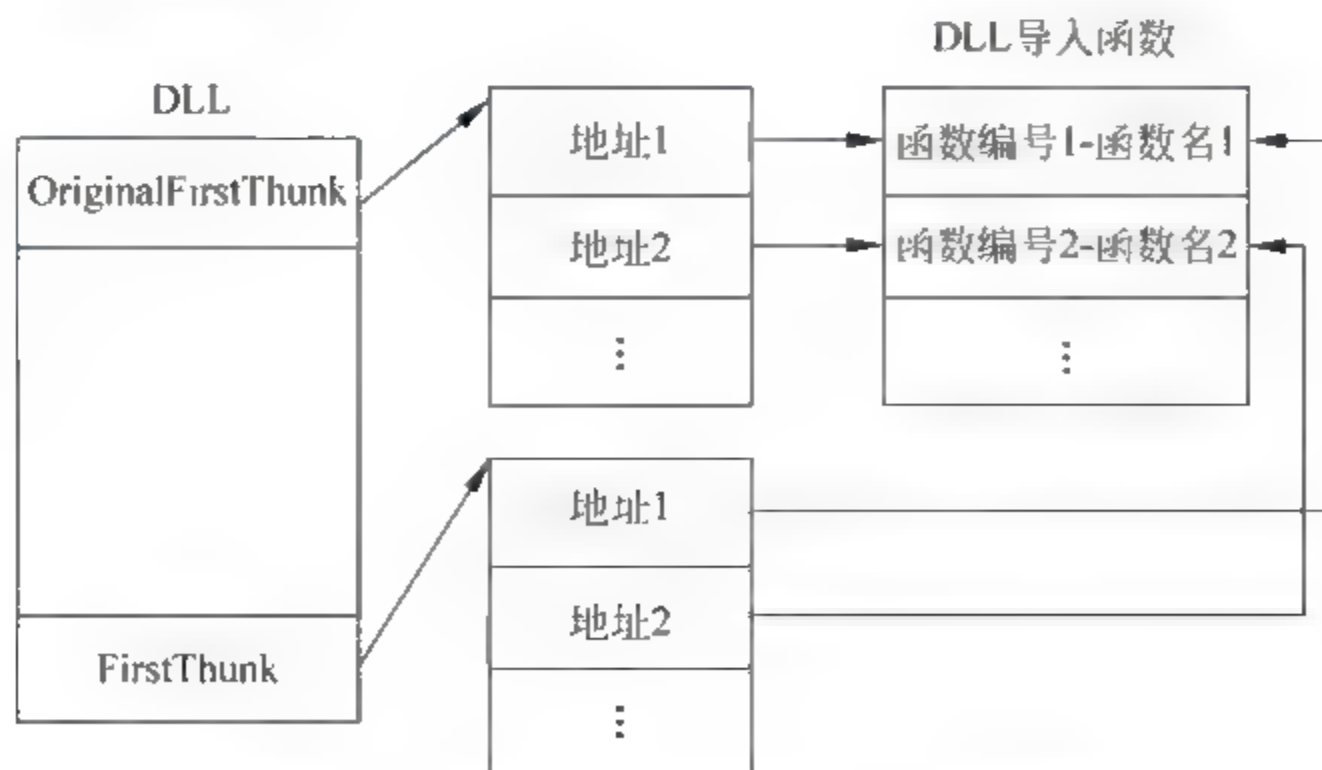 DLL导入函数
DLL
OriginalFirstThunk
地址1
函数编号1-函数名1
地址2
函数编号2-函数名2
⋮
⋮
地址1
地址2
FirstThunk
⋮